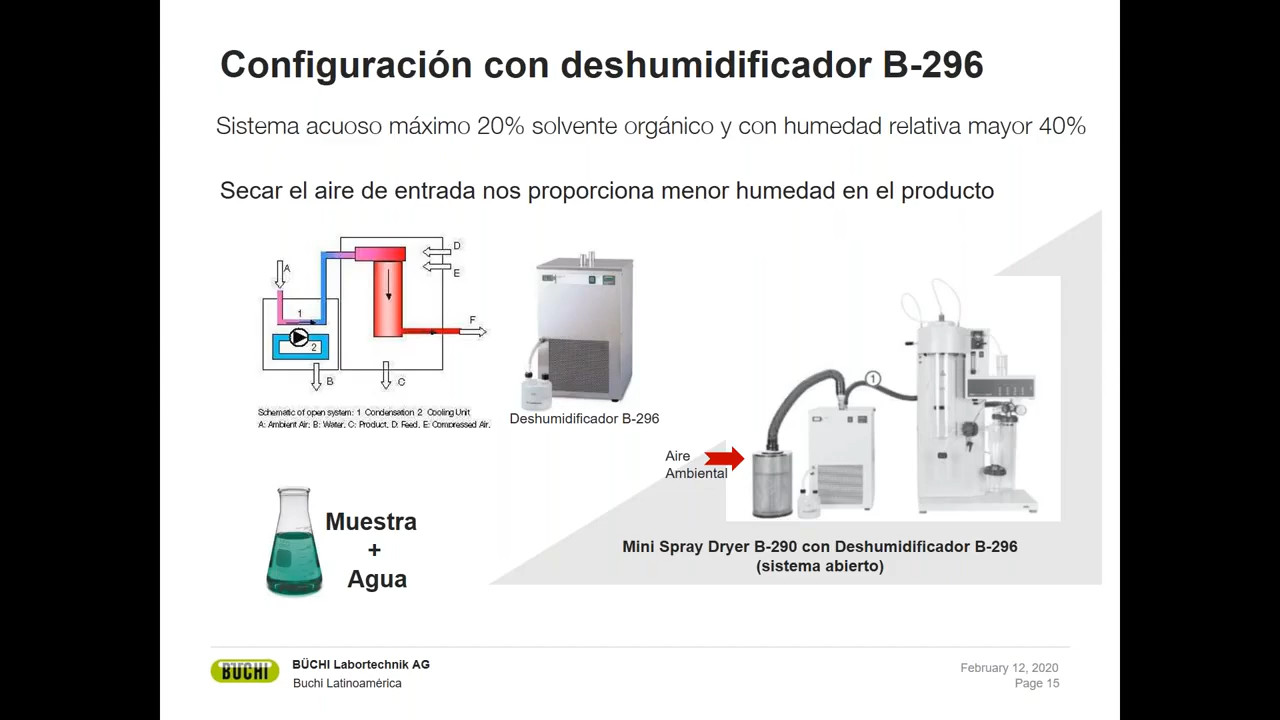 Configuración con deshumidificador B-296
Sistema acuoso máximo 20% solvente orgánico y con humedad relativa mayor 40%
Secar el aire de entrada nos proporciona menor humedad en el producto
A
1
2
B
C
D
E
F
Schematic of open system: 1 Condensation 2 Cooling Unit
A: Ambient Air; B: Water, C: Product, D: Feed, E: Compressed Air,
Deshumidificador B-296
1
Aire
Ambiental
Mini Spray Dryer B-290 con Deshumidificador B-296
(sistema abierto)
Muestra
+
Agua
BÜCHI
BÜCHI Labortechnik AG
Buchi Latinoamérica
February 12, 2020
Page 15